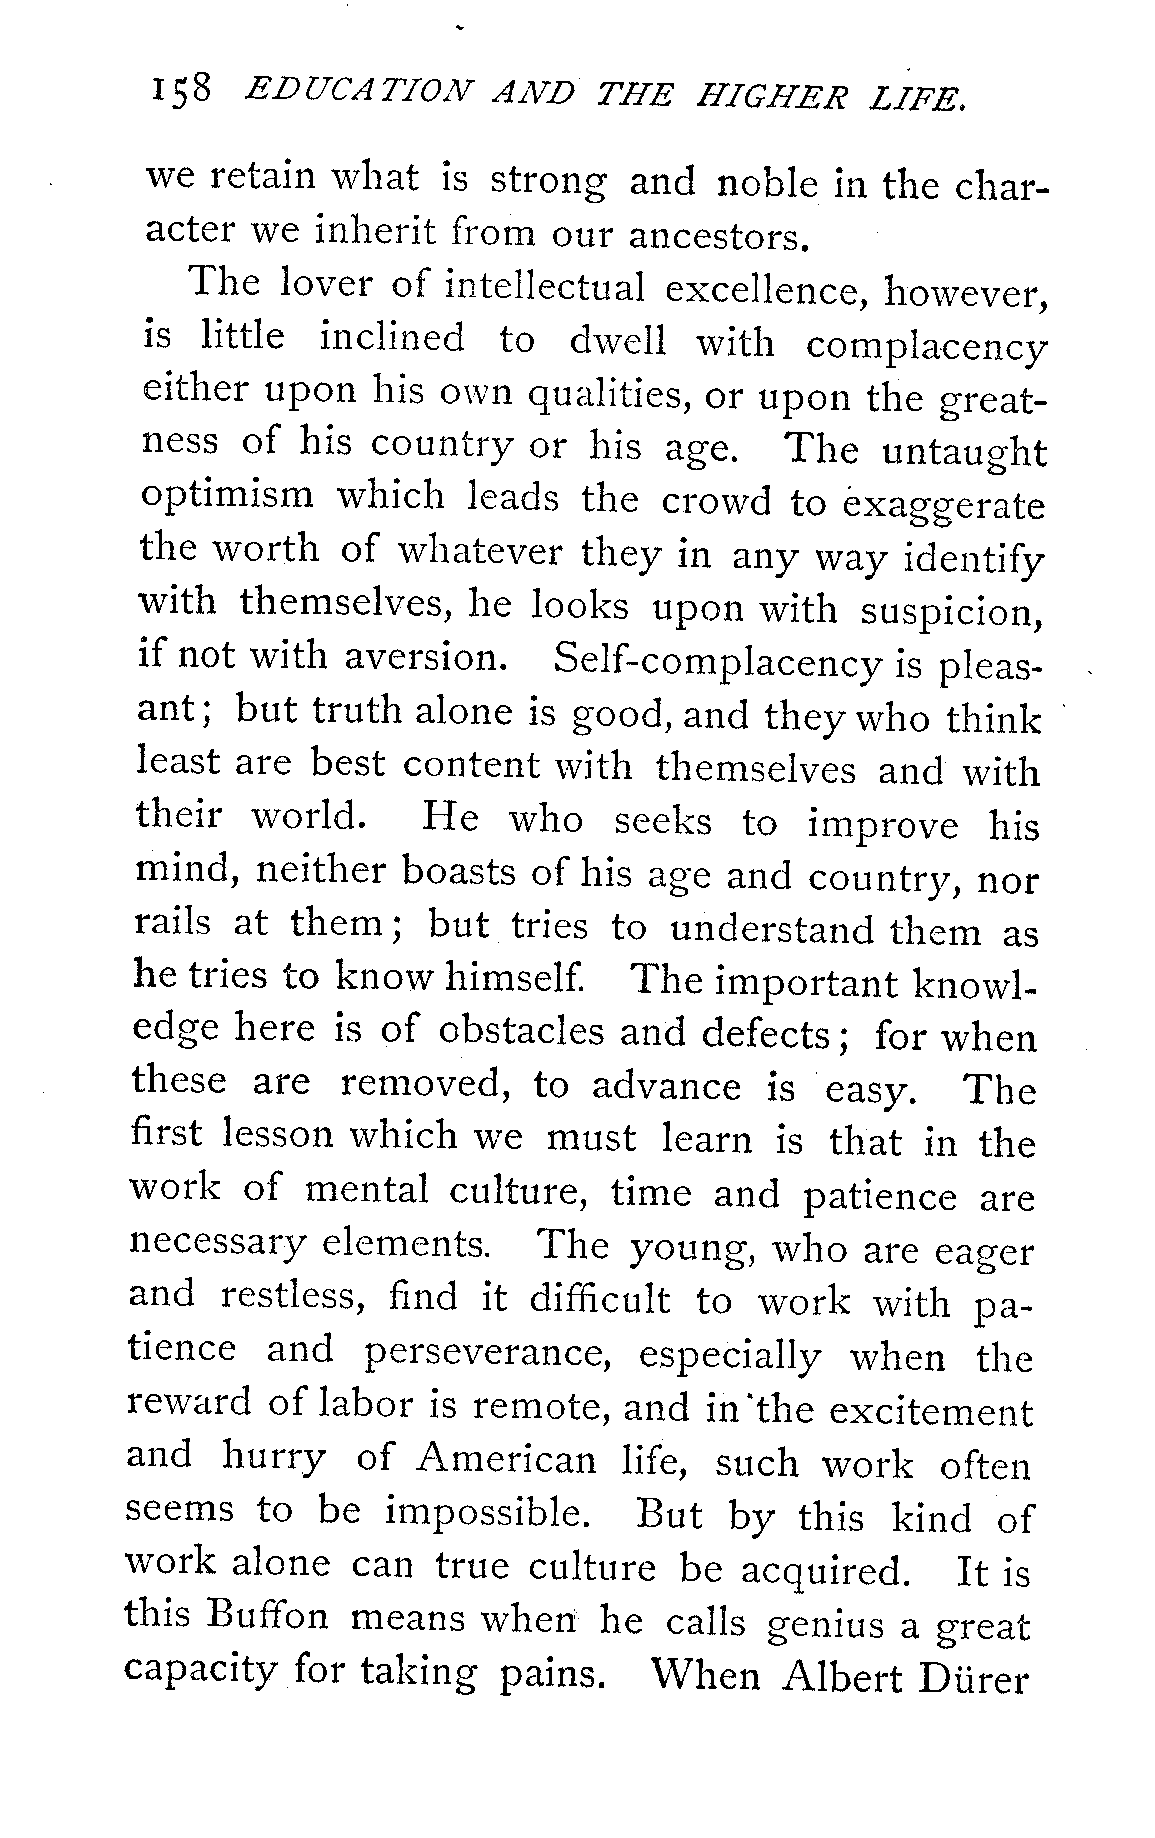 158 EDUCATION AND THE HIGHER LIFE.
we retain what is strong and noble in the char-
acter we inherit from our ancestors.
The lover of intellectual excellence, however,
is little inclined to dwell with complacency
either upon his own qualities, or upon the great-
ness of his country or his age. The untaught
optimism which leads the crowd to exaggerate
the worth of whatever they in any way identify
with themselves, he looks upon with suspicion,
if not with aversion. Self-complacency is pleas-
ant; but truth alone is good, and they who think
least are best content with themselves and with
their world. He who seeks to improve his
mind, neither boasts of his age and country, nor
rails at them; but tries to understand them as
he tries to know himself. The important knowl-
edge here is of obstacles and defects; for when
these are removed, to advance is easy. The
first lesson which we must learn is that in the
work of mental culture, time and patience are
necessary elements. The young, who are eager
and restless, find it difficult to work with pa-
tience and perseverance, especially when the
reward of labor is remote, and in the excitement
and hurry of American life, such work often
seems to be impossible. But by this kind of
work alone can true culture be acquired. It is
this Buffon means when he calls genius a great
capacity for taking pains. When Albert Dürer